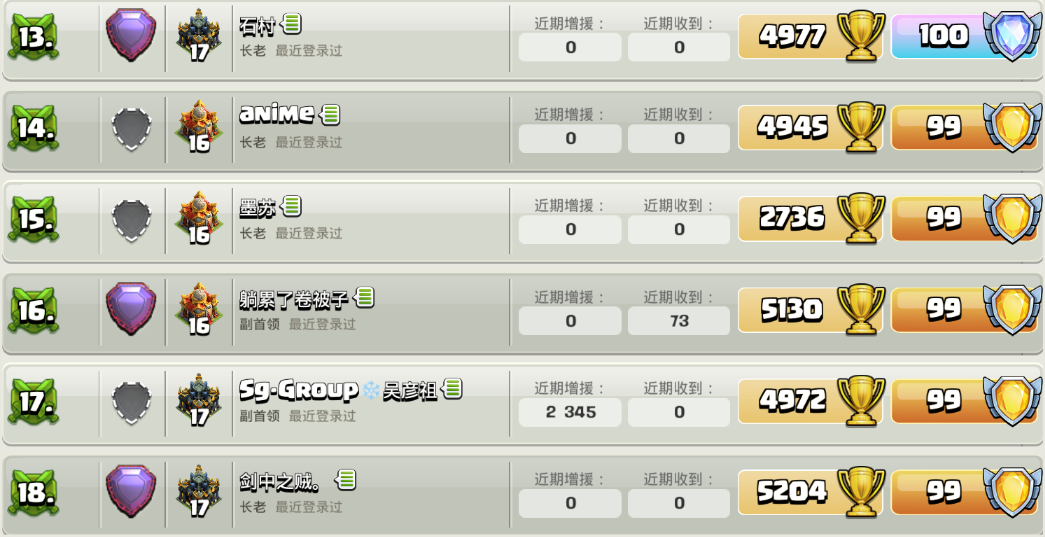 13.
17
石村
长老 最近登录过
近期增援：
0
近期收到：
0
4977
100
14.
16
anime
长老 最近登录过
近期增援：
0
近期收到：
0
4945
99
15.
16
墨苏
长老 最近登录过
近期增援：
0
近期收到：
0
2736
99
16.
16
躺累了卷被子
副首领 最近登录过
近期增援：
0
近期收到：
73
5130
99
17.
17
Sg·Group❄吴彦祖
副首领 最近登录过
近期增援：
2 345
近期收到：
0
4972
99
18.
17
剑中之贼。
长老 最近登录过
近期增援：
0
近期收到：
0
5204
99